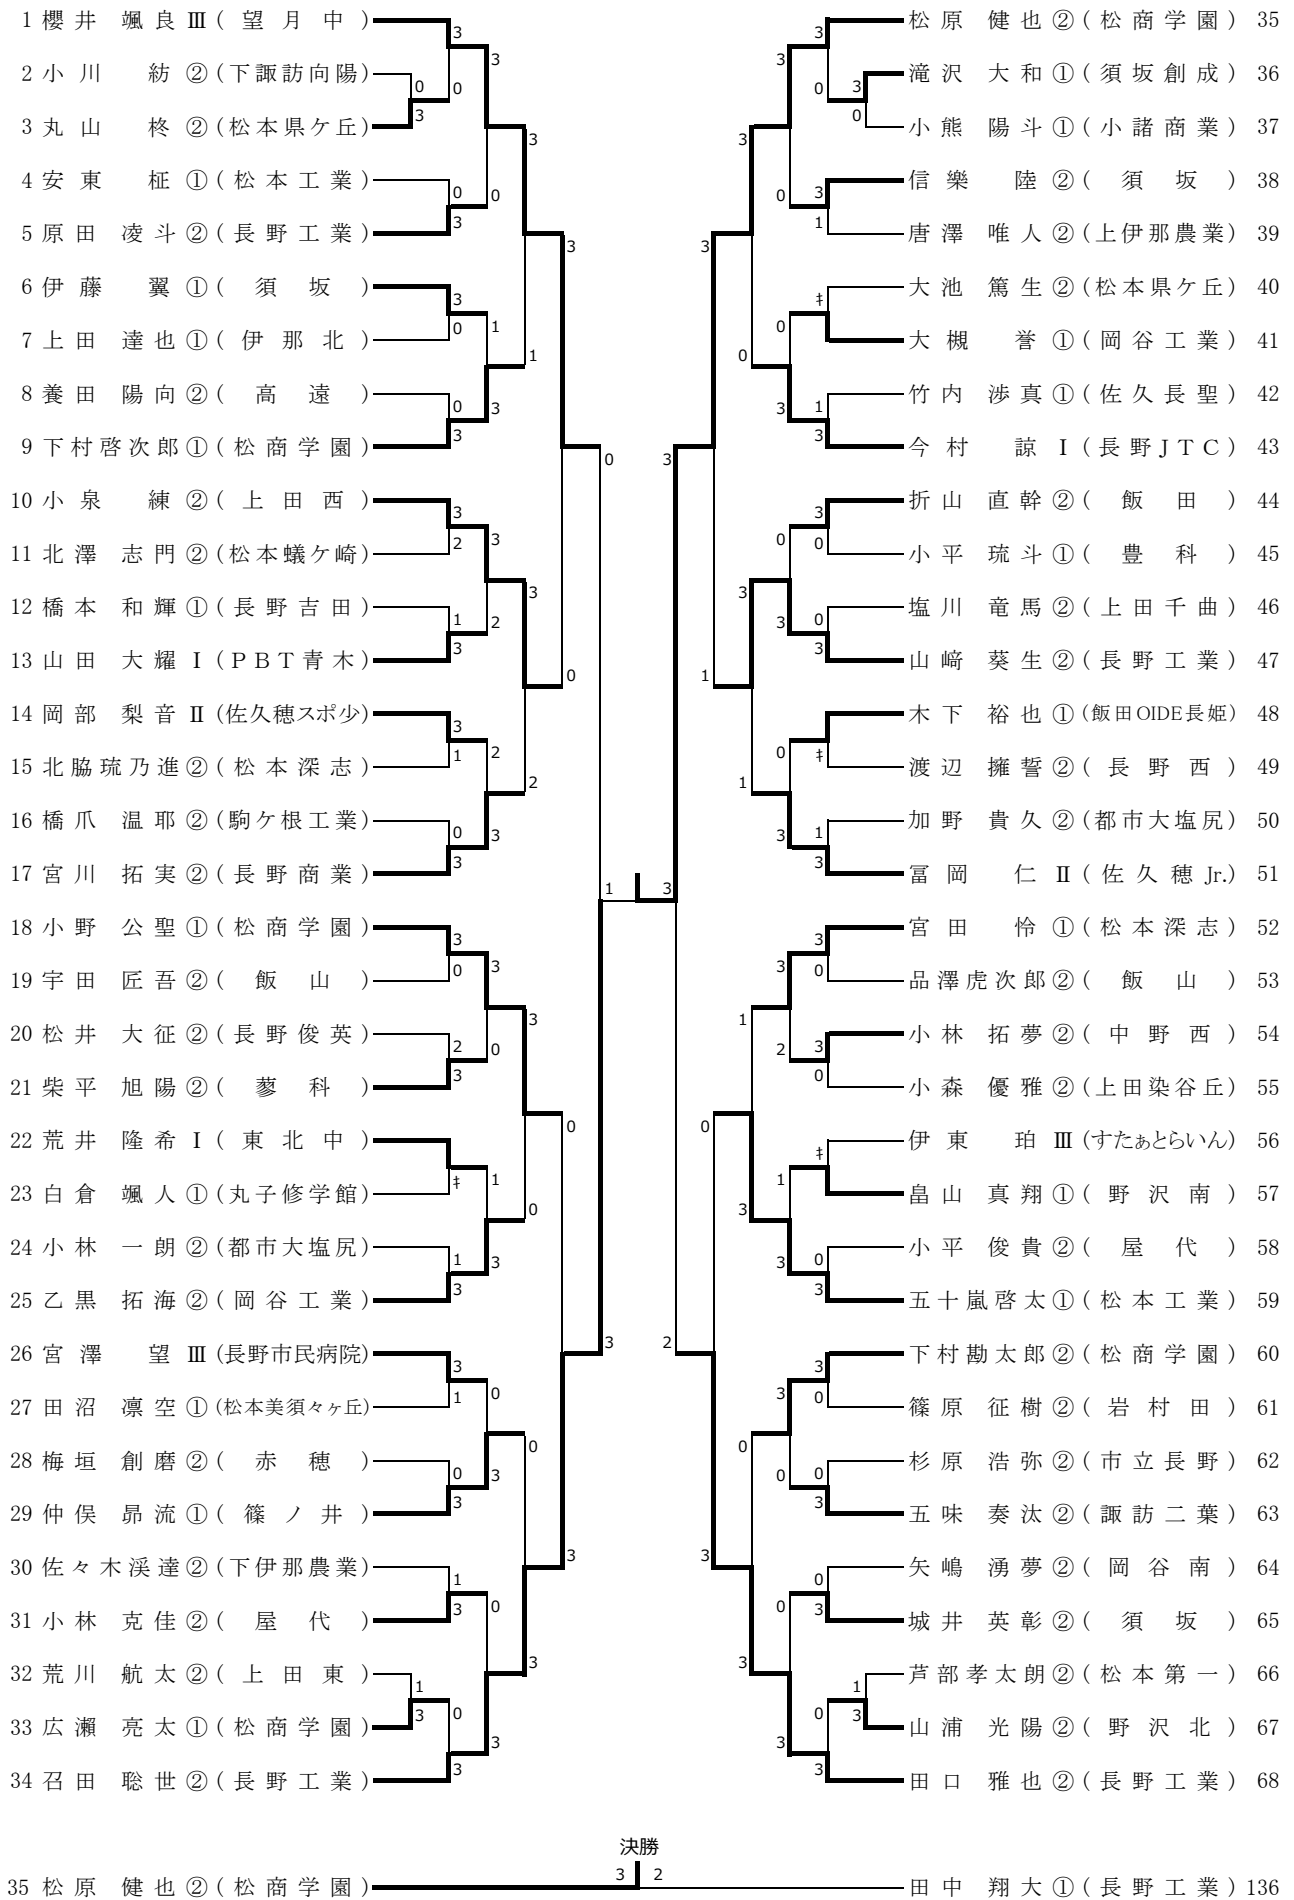 1 櫻井 颯良 Ⅲ (望月中)
2 小川 紡 ② (下諏訪向陽)
3 丸山 柊 ② (松本県ケ丘)
4 安東 柾 ① (松本工業)
5 原田 凌斗 ② (長野工業)
6 伊藤 翼 ① (須坂)
7 上田 達也 ① (伊那北)
8 養田 陽向 ② (高遠)
9 下村啓次郎 ① (松商学園)
10 小泉 練 ② (上田西)
11 北澤 志門 ② (松本蟻ケ崎)
12 橋本 和輝 ① (長野吉田)
13 山田 大耀 Ⅰ (PBT青木)
14 岡部 梨音 Ⅱ (佐久穂スポ少)
15 北脇琉乃進 ② (松本深志)
16 橋爪 温耶 ② (駒ケ根工業)
17 宮川 拓実 ② (長野商業)
18 小野 公聖 ① (松商学園)
19 宇田 匠吾 ② (飯山)
20 松井 大征 ② (長野俊英)
21 柴平 旭陽 ② (蓼科)
22 荒井 隆希 Ⅰ (東北中)
23 白倉 颯人 ① (丸子修学館)
24 小林 一朗 ② (都市大塩尻)
25 乙黒 拓海 ② (岡谷工業)
26 宮澤 望 Ⅲ (長野市民病院)
27 田沼 凛空 ① (松本美須々ヶ丘)
28 梅垣 創磨 ② (赤穂)
29 仲俣 昴流 ① (篠ノ井)
30 佐々木渓達 ② (下伊那農業)
31 小林 克佳 ② (屋代)
32 荒川 航太 ② (上田東)
33 広瀬 亮太 ① (松商学園)
34 召田 聡世 ② (長野工業)
松原 健也 ② (松商学園) 35
滝沢 大和 ① (須坂創成) 36
小熊 陽斗 ① (小諸商業) 37
信樂 陸 ② (須坂) 38
唐澤 唯人 ② (上伊那農業) 39
大池 篤生 ② (松本県ケ丘) 40
大槻 誉 ① (岡谷工業) 41
竹内 渉真 ① (佐久長聖) 42
今村 諒 Ⅰ (長野JTC) 43
折山 直幹 ② (飯田) 44
小平 琉斗 ① (豊科) 45
塩川 竜馬 ② (上田千曲) 46
山﨑 葵生 ② (長野工業) 47
木下 裕也 ① (飯田OIDE長姫) 48
渡辺 擁誓 ② (長野西) 49
加野 貴久 ② (都市大塩尻) 50
冨岡 仁 Ⅱ (佐久穂Jr.) 51
宮田 怜 ① (松本深志) 52
品澤虎次郎 ② (飯山) 53
小林 拓夢 ② (中野西) 54
小森 優雅 ② (上田染谷丘) 55
伊東 珀 Ⅲ (すたぁとらいん) 56
畠山 真翔 ① (野沢南) 57
小平 俊貴 ② (屋代) 58
五十嵐啓太 ① (松本工業) 59
下村勘太郎 ② (松商学園) 60
篠原 征樹 ② (岩村田) 61
杉原 浩弥 ② (市立長野) 62
五味 奏汰 ② (諏訪二葉) 63
矢嶋 湧夢 ② (岡谷南) 64
城井 英彰 ② (須坂) 65
芦部孝太朗 ② (松本第一) 66
山浦 光陽 ② (野沢北) 67
田口 雅也 ② (長野工業) 68
決勝
35 松原 健也 ② (松商学園) 3 2 田中 翔大 ① (長野工業) 136